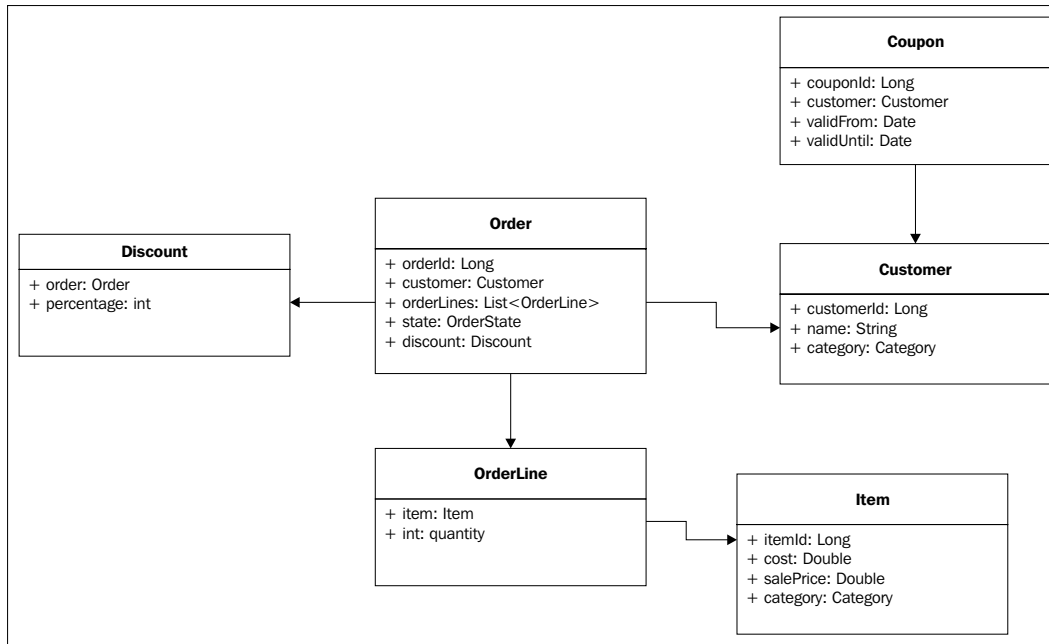 Coupon
+ couponId: Long
+ customer: Customer
+ validFrom: Date
+ validUntil: Date
Order
+ orderId: Long
+ customer: Customer
+ orderLines: List<OrderLine>
+ state: OrderState
+ discount: Discount
Discount
+ order: Order
+ percentage: int
Customer
+ customerId: Long
+ name: String
+ category: Category
OrderLine
+ item: Item
+ int: quantity
Item
+ itemId: Long
+ cost: Double
+ salePrice: Double
+ category: Category